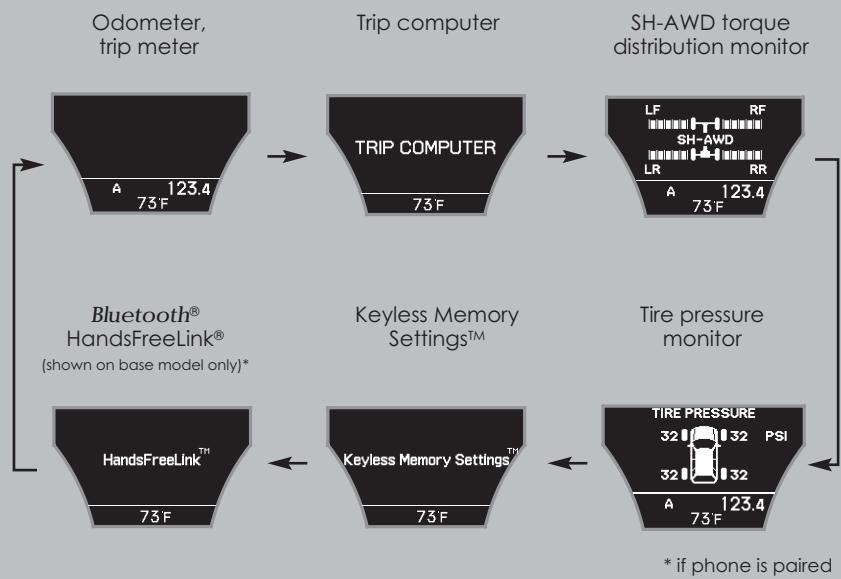 Odometer,
trip meter
Trip computer
SH-AWD torque
distribution monitor
A 123.4
73°F
TRIP COMPUTER
73°F
LF RF
SH-AWD
LR RR
A 123.4
73°F
Bluetooth®
HandsFreeLink®
(shown on base model only)*
Keyless Memory
Settings™
Tire pressure
monitor
HandsFreeLink™
73°F
Keyless Memory Settings™
73°F
TIRE PRESSURE
32 32 PSI
32 32
A 123.4
73°F
* if phone is paired